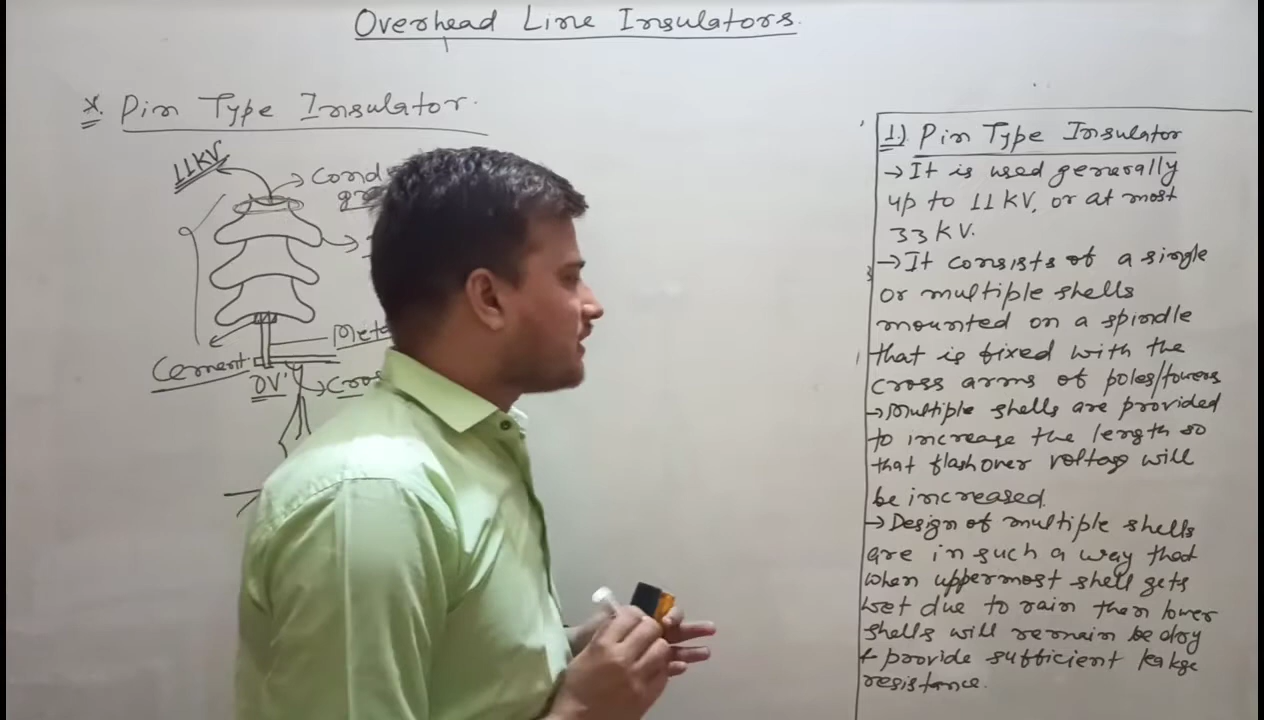 Overhead Line Insulators.
* Pin Type Insulator.
11KV
Cond
gr
Mete
Cement
0V
Cros
1.) Pin Type Insulator
→ It is used generally
up to 11 KV, or at most
33 KV.
→ It consists of a single
or multiple shells
mounted on a spindle
that is fixed with the
cross arms of poles/towers
→ Multiple shells are provided
to increase the length so
that flashover voltage will
be increased.
→ Design of multiple shells
are in such a way that
when uppermost shell gets
wet due to rain then lower
shells will remain be dry
& provide sufficient leakge
resistance.